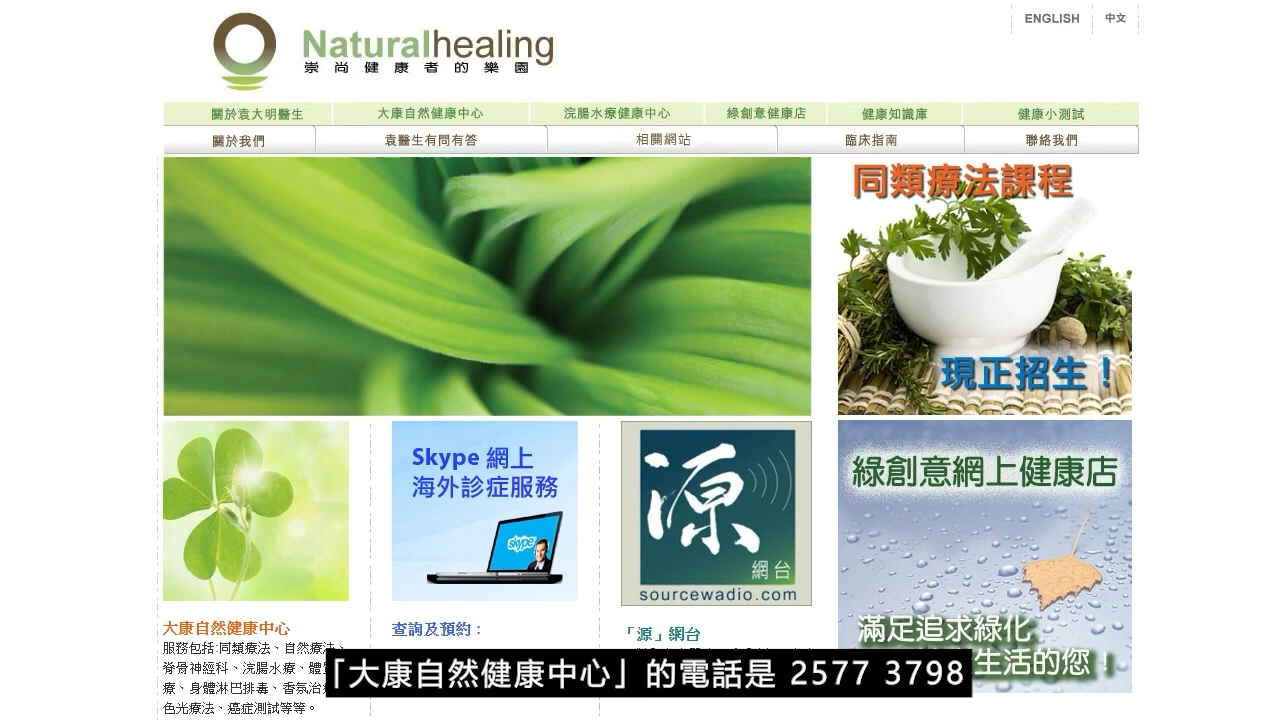 ENGLISH 中文
Naturalhealing
崇尚健康者的樂園
關於袁大明醫生 大康自然健康中心 浣腸水療健康中心 綠創意健康店 健康知識庫 健康小測試
關於我們 袁醫生有問有答 相關網站 臨床指南 聯絡我們
同類療法課程
現正招生！
Skype 網上
海外診症服務
skype
源
網台
sourcewadio.com
綠創意網上健康店
滿足追求綠化
生活的您！
大康自然健康中心
服務包括:同類療法、自然療法、
脊骨神經科、浣腸水療、體
療、身體淋巴排毒、香氛治
色光療法、癌症測試等等。
查詢及預約：
「源」網台
「大康自然健康中心」的電話是 2577 3798